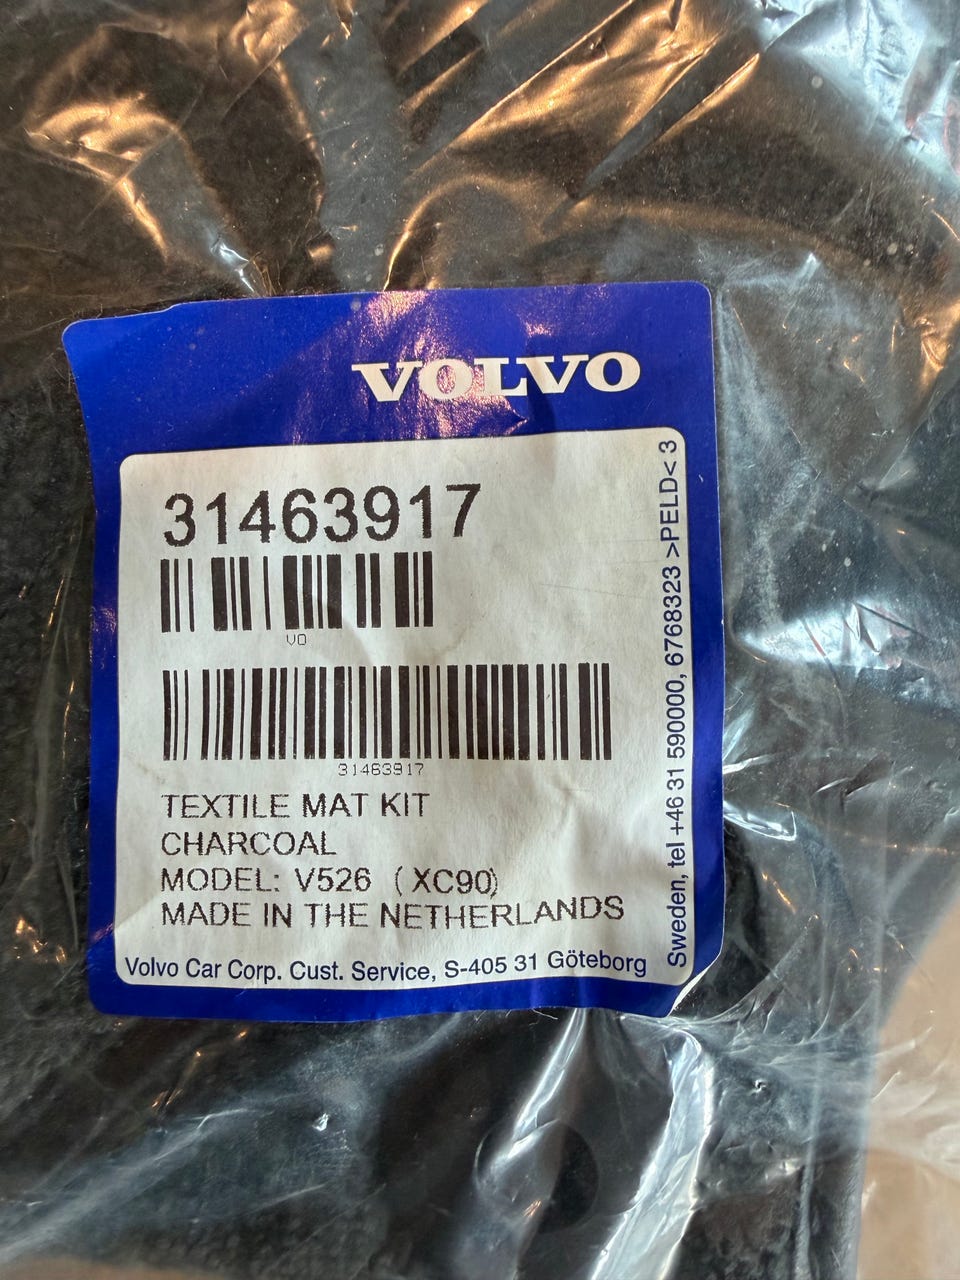 VOLVO
31463917
VO
31463917
TEXTILE MAT KIT
CHARCOAL
MODEL: V526 (XC90)
MADE IN THE NETHERLANDS
Volvo Car Corp. Cust. Service, S-405 31 Göteborg
Sweden, tel +46 31 590000, 6768323 >PELD< 3